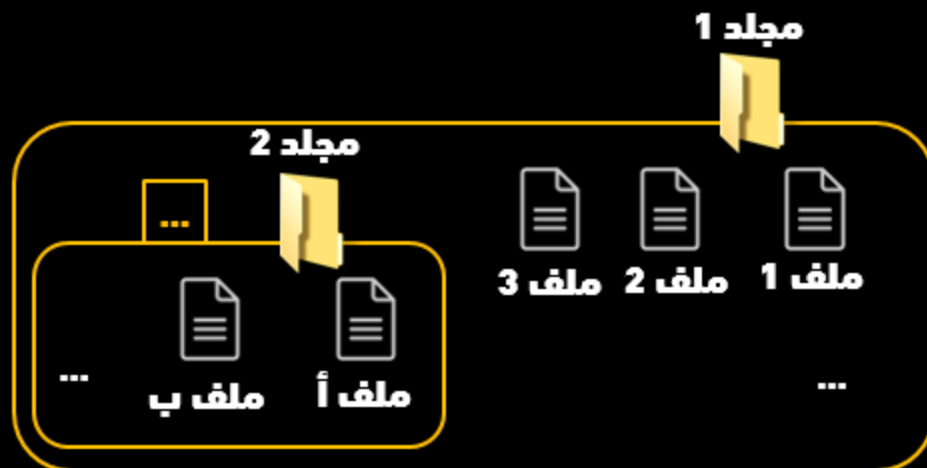 مجلد 1
ملف 1
ملف 2
ملف 3
...
مجلد 2
...
ملف أ
ملف ب
...